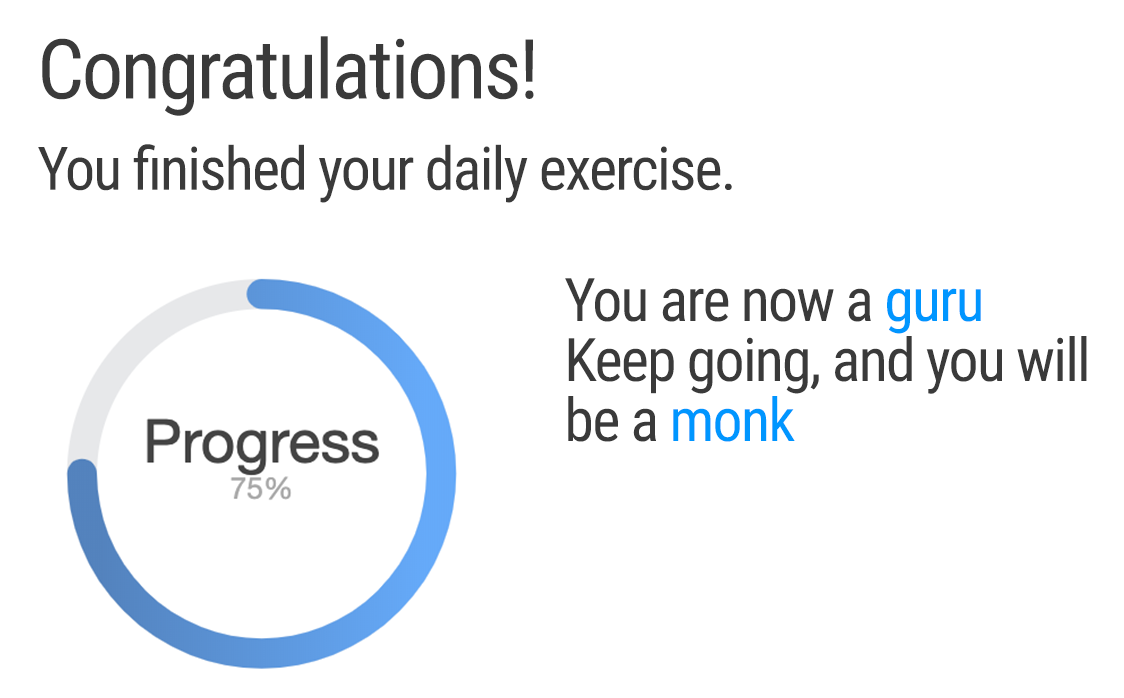 Congratulations!
You finished your daily exercise.
Progress
75%
You are now a guru
Keep going, and you will
be a monk